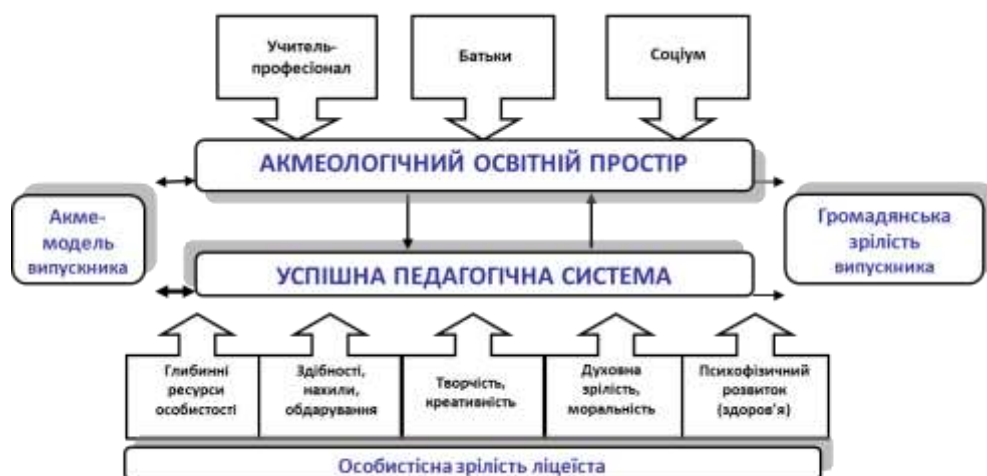 Учитель-
професіонал
Батьки
Соціум
АКМЕОЛОГІЧНИЙ ОСВІТНІЙ ПРОСТІР
Акме-
модель
випускника
Громадянська
зрілість
випускника
УСПІШНА ПЕДАГОГІЧНА СИСТЕМА
Глибинні
ресурси
особистості
Здібності,
нахили,
обдарування
Творчість,
креативність
Духовна
зрілість,
моральність
Психофізичний
розвиток
(здоров'я)
Особистісна зрілість ліцеїста